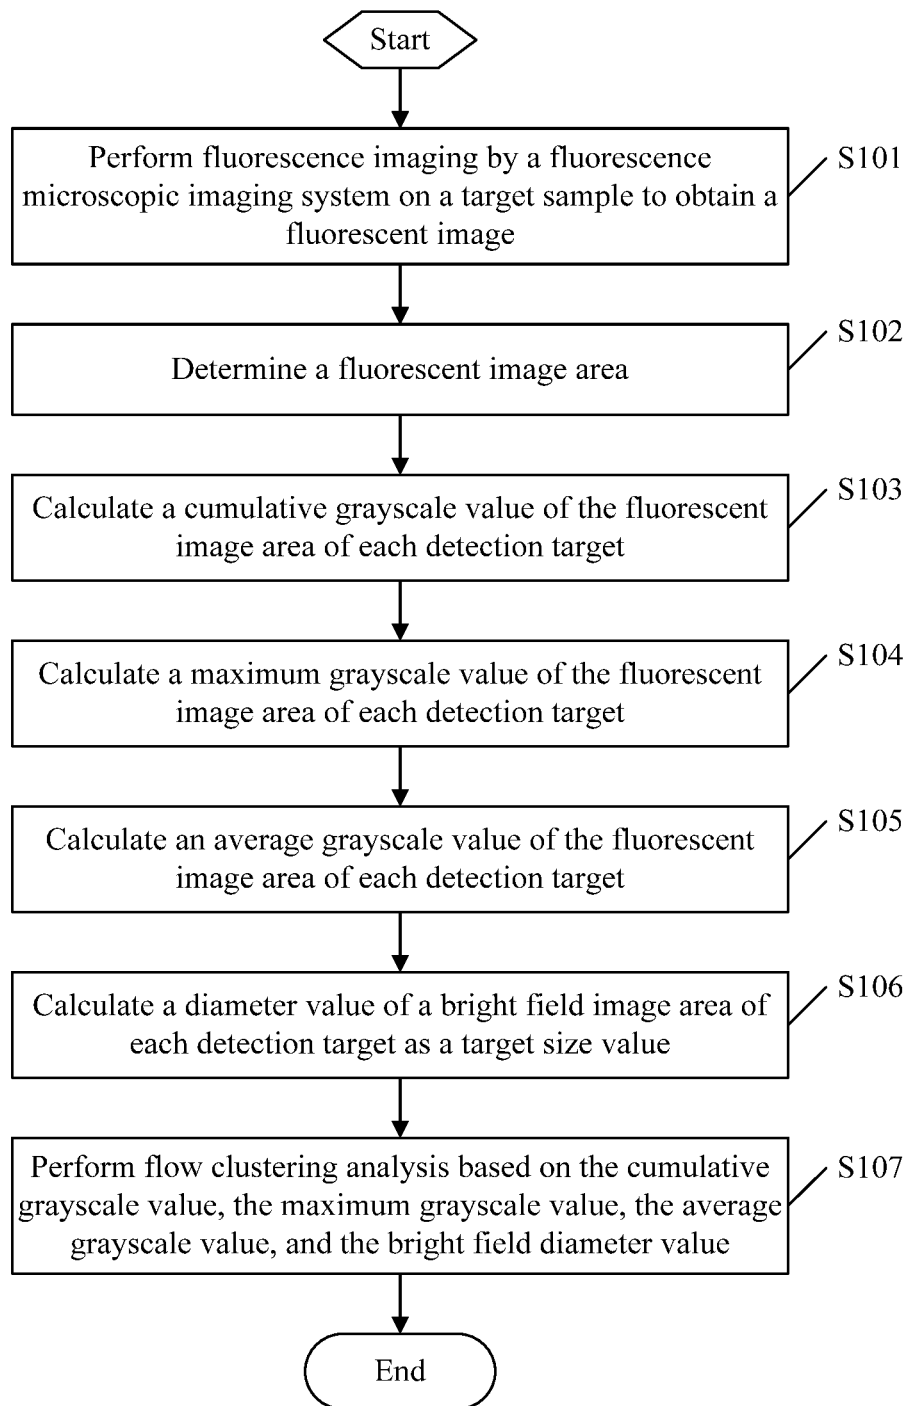 Start
Perform fluorescence imaging by a fluorescence
microscopic imaging system on a target sample to obtain a
fluorescent image
S101
Determine a fluorescent image area
S102
Calculate a cumulative grayscale value of the fluorescent
image area of each detection target
S103
Calculate a maximum grayscale value of the fluorescent
image area of each detection target
S104
Calculate an average grayscale value of the fluorescent
image area of each detection target
S105
Calculate a diameter value of a bright field image area of
each detection target as a target size value
S106
Perform flow clustering analysis based on the cumulative
grayscale value, the maximum grayscale value, the average
grayscale value, and the bright field diameter value
S107
End